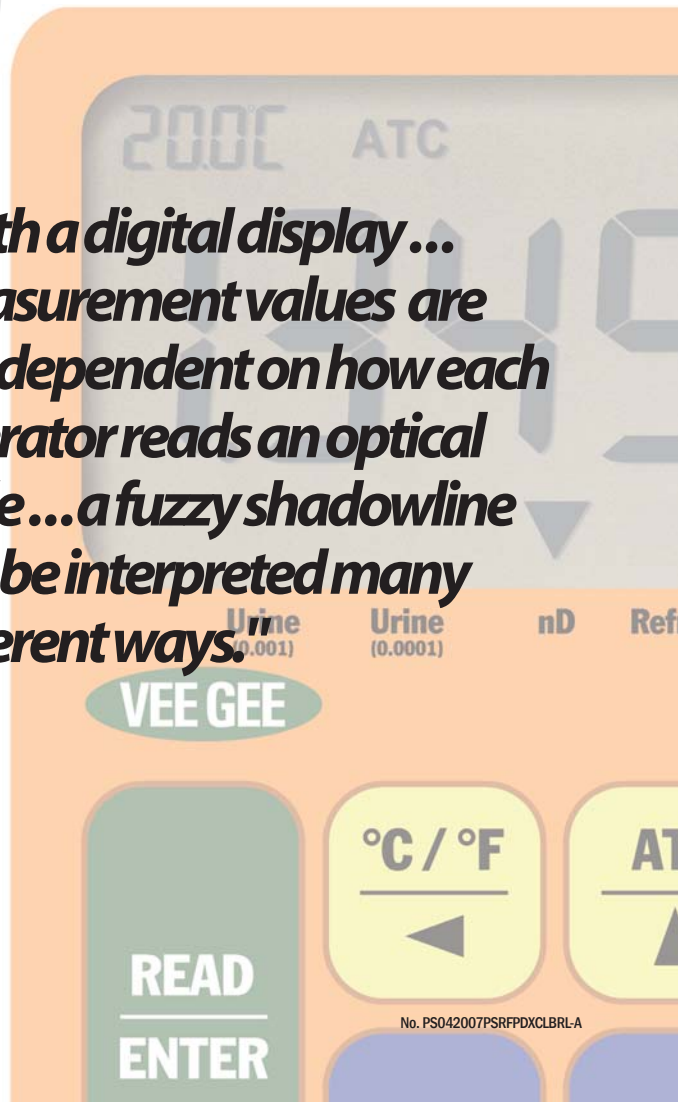 20.0°C ATC
th a digital display ...
asurement values are
dependent on how each
rator reads an optical
e ... a fuzzy shadowline
be interpreted many
erent ways."
Urine Urine nD Ref
(0.001) (0.0001)
VEE GEE
°C / °F AT
READ
No. PS042007PSRFPDXCLBRL-A
ENTER